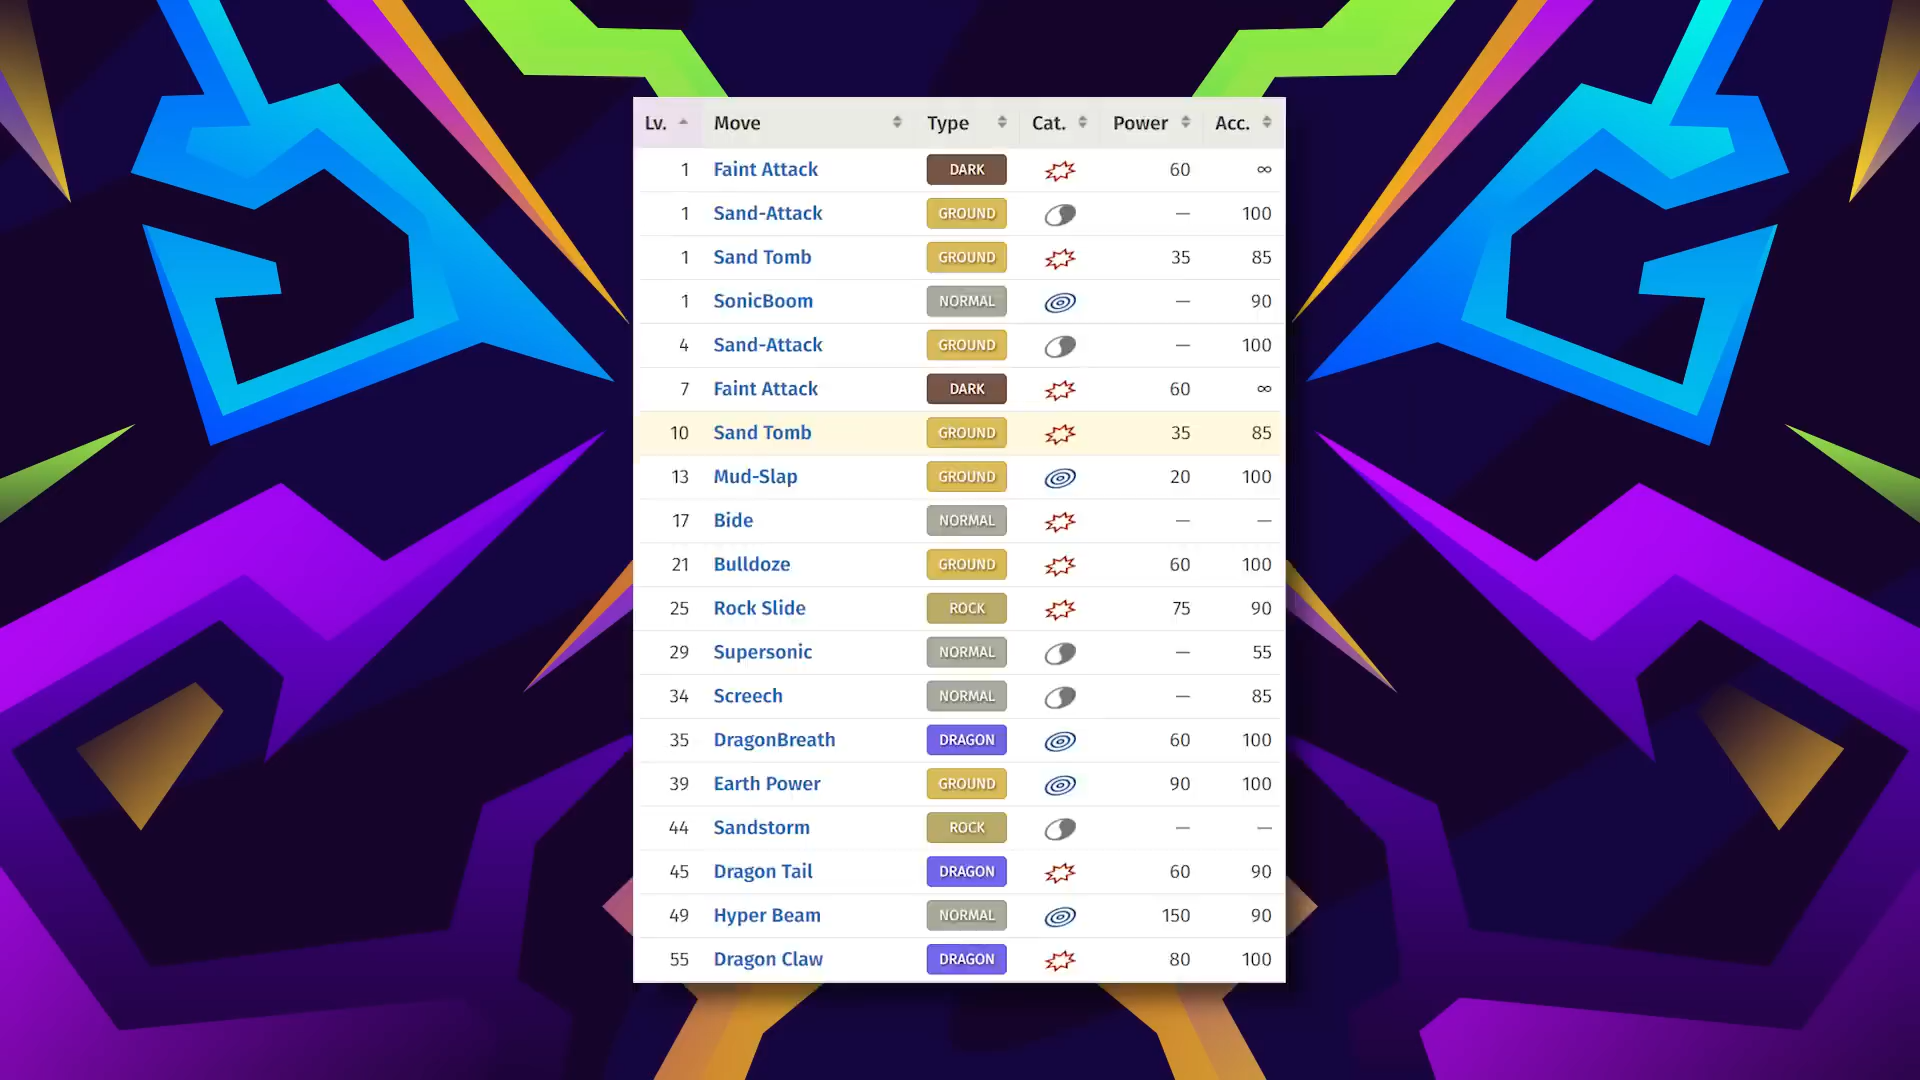 Lv. Move Type Cat. Power Acc.
1 Faint Attack DARK 60 ∞
1 Sand-Attack GROUND — 100
1 Sand Tomb GROUND 35 85
1 SonicBoom NORMAL — 90
4 Sand-Attack GROUND — 100
7 Faint Attack DARK 60 ∞
10 Sand Tomb GROUND 35 85
13 Mud-Slap GROUND 20 100
17 Bide NORMAL — —
21 Bulldoze GROUND 60 100
25 Rock Slide ROCK 75 90
29 Supersonic NORMAL — 55
34 Screech NORMAL — 85
35 DragonBreath DRAGON 60 100
39 Earth Power GROUND 90 100
44 Sandstorm ROCK — —
45 Dragon Tail DRAGON 60 90
49 Hyper Beam NORMAL 150 90
55 Dragon Claw DRAGON 80 100